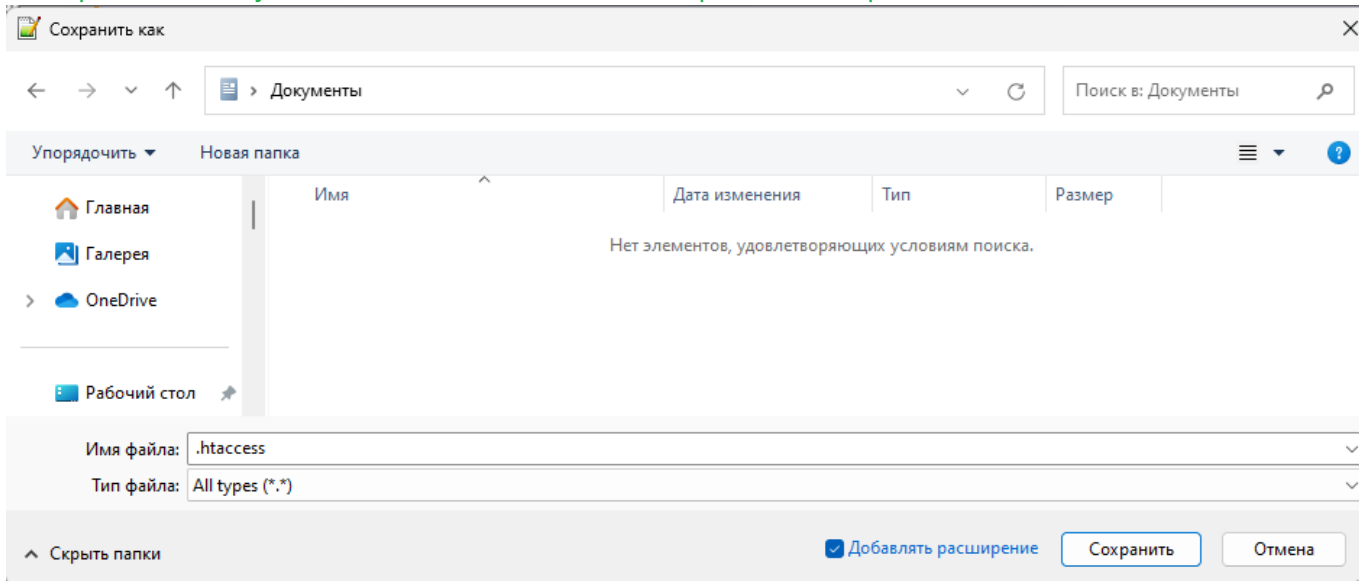 Сохранить как
Документы
Поиск в: Документы
Упорядочить
Новая папка
Имя
Дата изменения
Тип
Размер
Главная
Нет элементов, удовлетворяющих условиям поиска.
Галерея
OneDrive
Рабочий стол
Имя файла: .htaccess
Тип файла: All types (*.*)
Скрыть папки
Добавлять расширение
Сохранить
Отмена